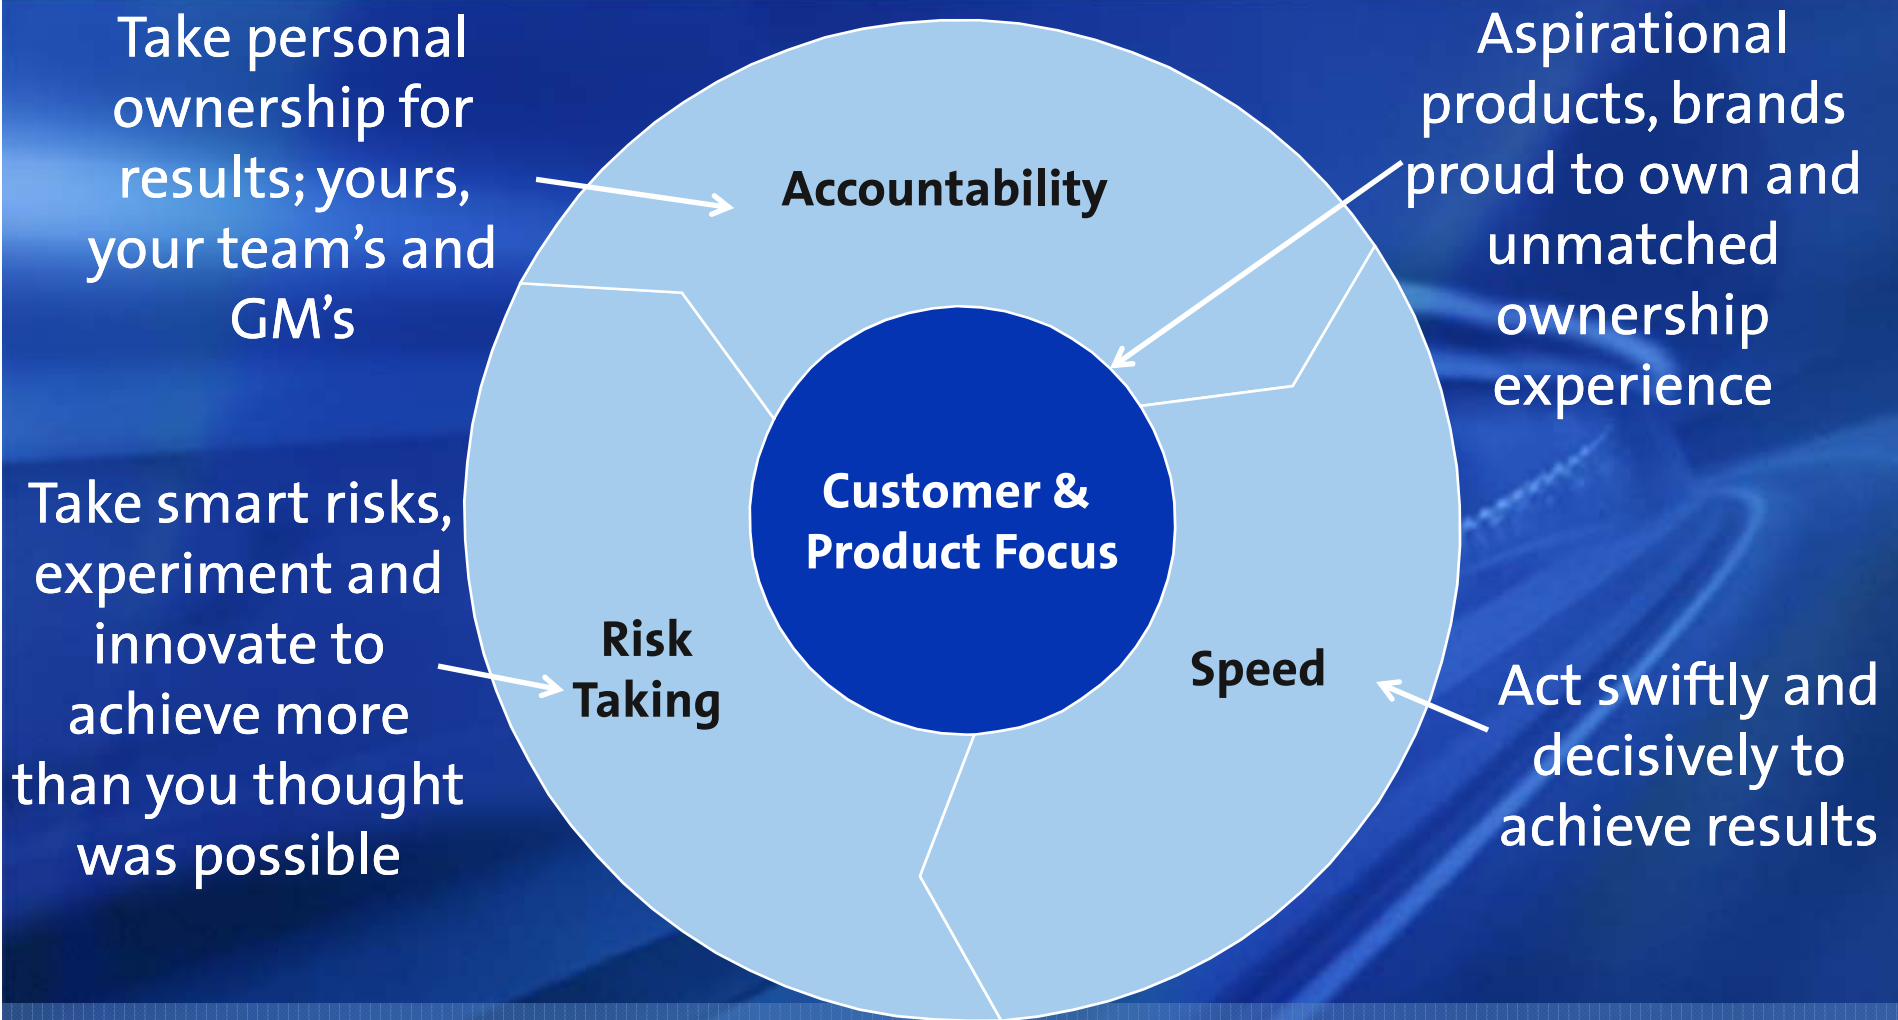 Take personal
ownership for
results; yours,
your team's and
GM's
Accountability
Aspirational
products, brands
proud to own and
unmatched
ownership
experience
Customer &
Product Focus
Take smart risks,
experiment and
innovate to
achieve more
than you thought
was possible
Risk
Taking
Speed
Act swiftly and
decisively to
achieve results